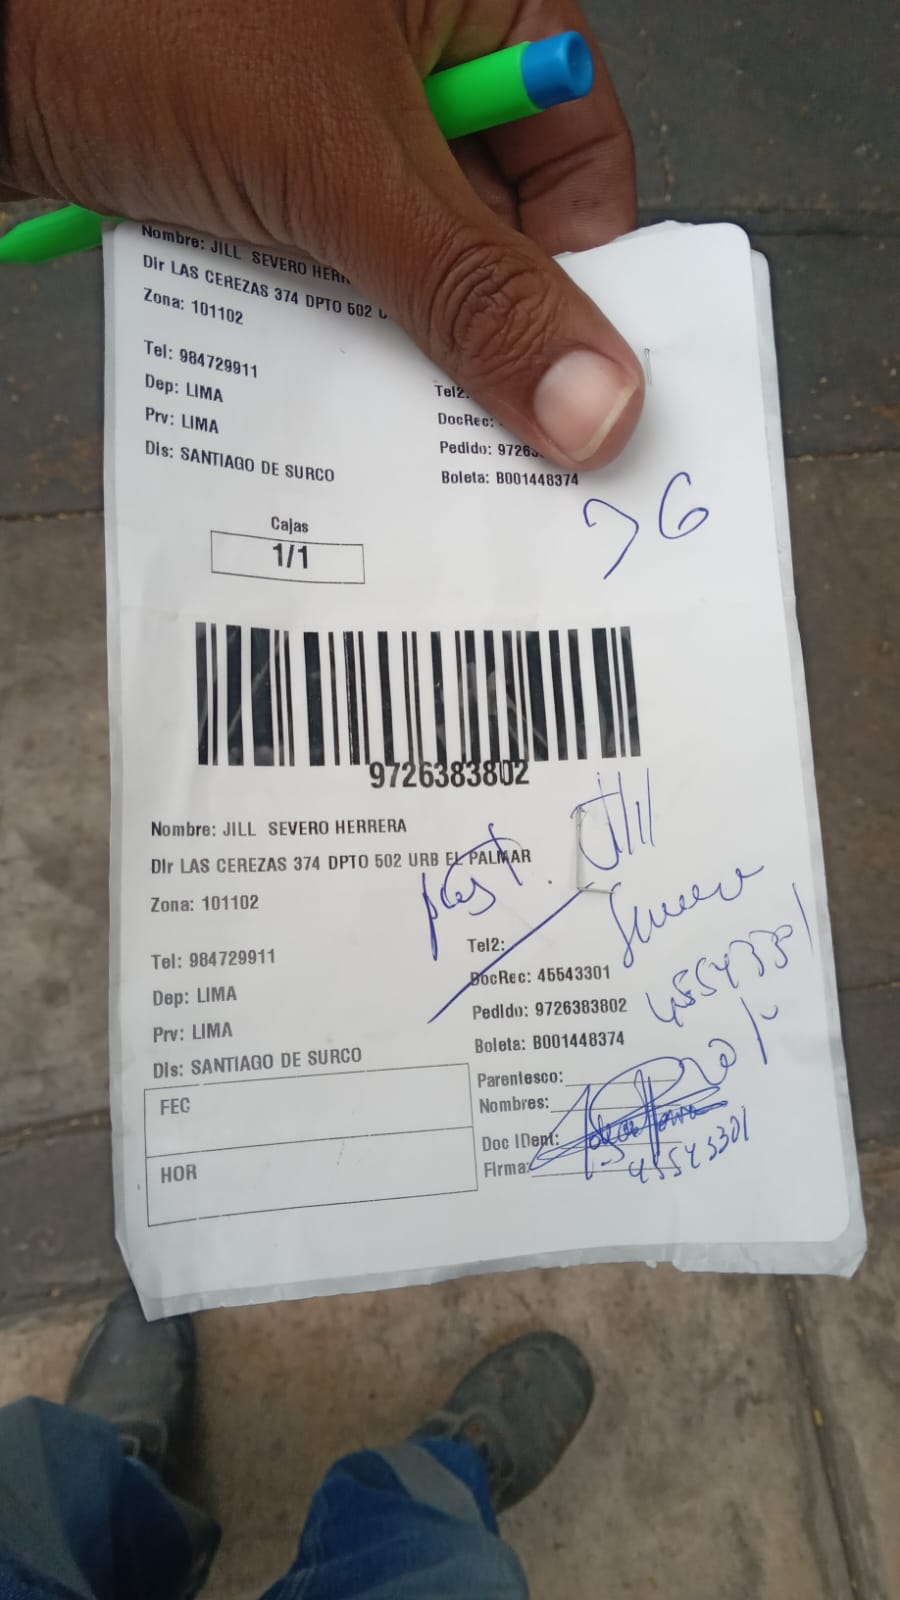 Nombre: JILL SEVERO HERR
Dir LAS CEREZAS 374 DPTO 502 U
Zona: 101102
Tel: 984729911
Tel2:
Dep: LIMA
DocRec:
Prv: LIMA
Pedido: 97263
Dis: SANTIAGO DE SURCO
Boleta: B001448374
76
Cajas
1/1
9726383802
Nombre: JILL SEVERO HERRERA
Dir LAS CEREZAS 374 DPTO 502 URB EL PALMAR
Jill
Zona: 101102
Tel: 984729911
Tel2:
Dep: LIMA
DocRec: 45543301
45543301
Prv: LIMA
Pedido: 9726383802
Dis: SANTIAGO DE SURCO
Boleta: B001448374
FEC
Parentesco:
Nombres:
HOR
Doc IDent:
Firma:
45543301